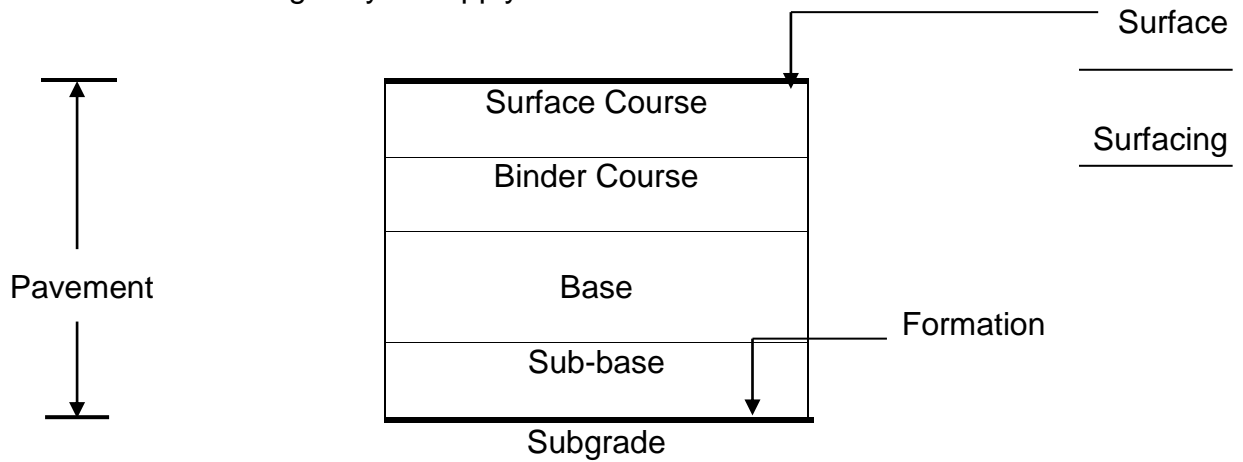 Surface
Surface Course
Surfacing
Binder Course
Pavement
Base
Formation
Sub-base
Subgrade